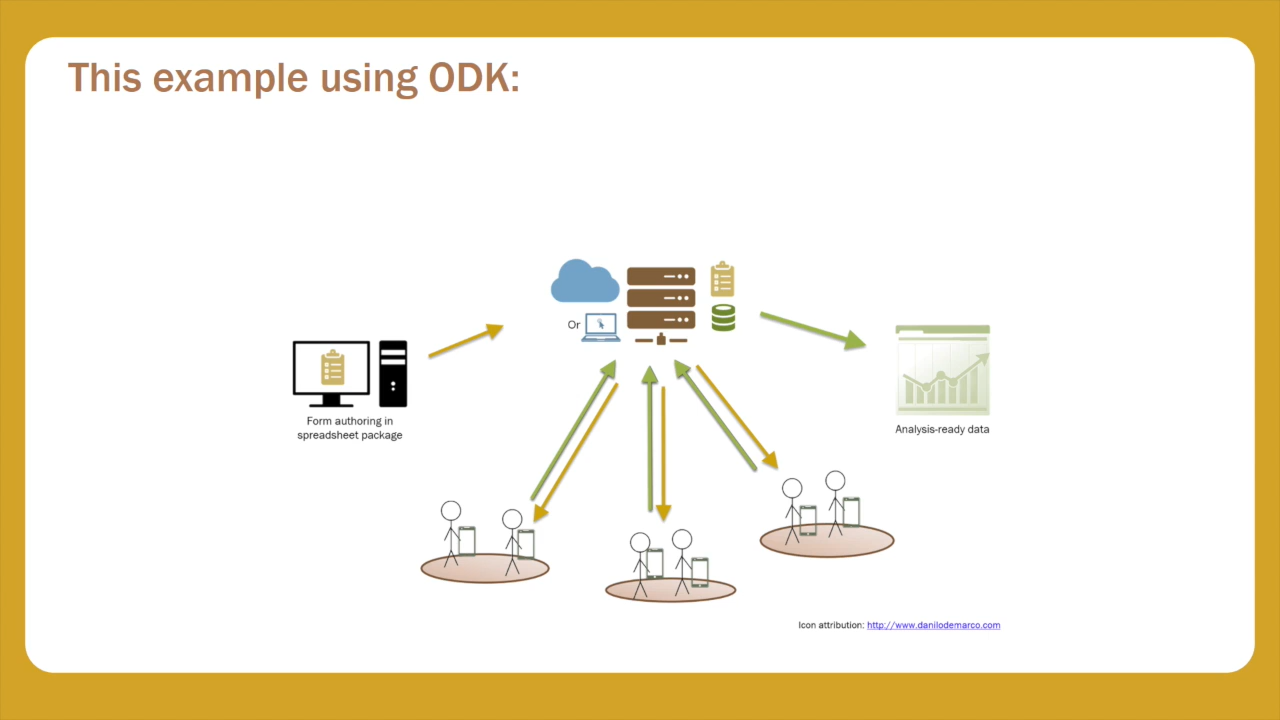 This example using ODK:
Or
Form authoring in
spreadsheet package
Analysis-ready data
Icon attribution: http://www.danilodemarco.com